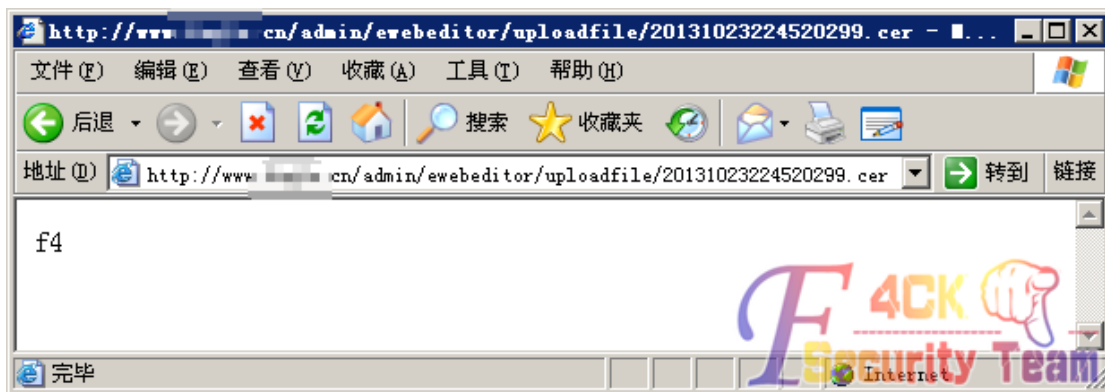 http://www cn/admin/ewebeditor/uploadfile/20131023224520299.cer - ...
文件(F) 编辑(E) 查看(V) 收藏(A) 工具(T) 帮助(H)
后退 搜索 收藏夹
地址(D) http://www cn/admin/ewebeditor/uploadfile/20131023224520299.cer 转到 链接
f4
F 4CK
Security Team
完毕 Internet